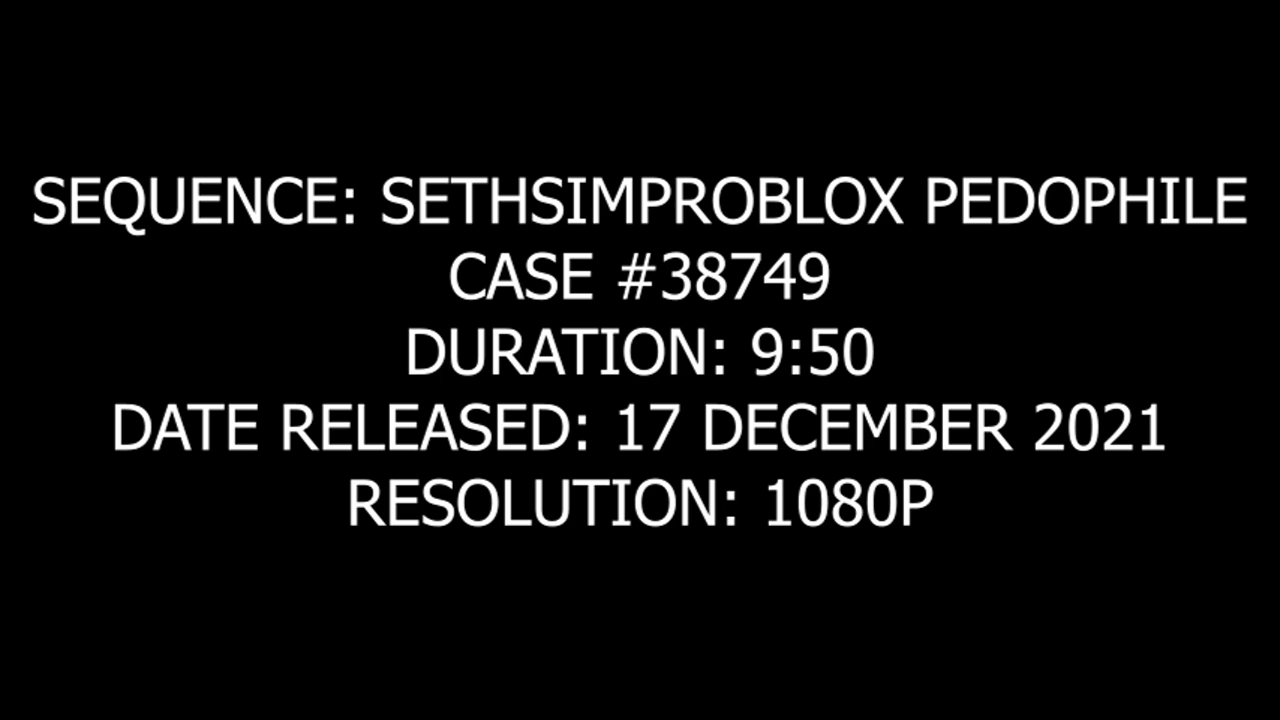 SEQUENCE: SETHSIMPROBLOX PEDOPHILE
CASE #38749
DURATION: 9:50
DATE RELEASED: 17 DECEMBER 2021
RESOLUTION: 1080P